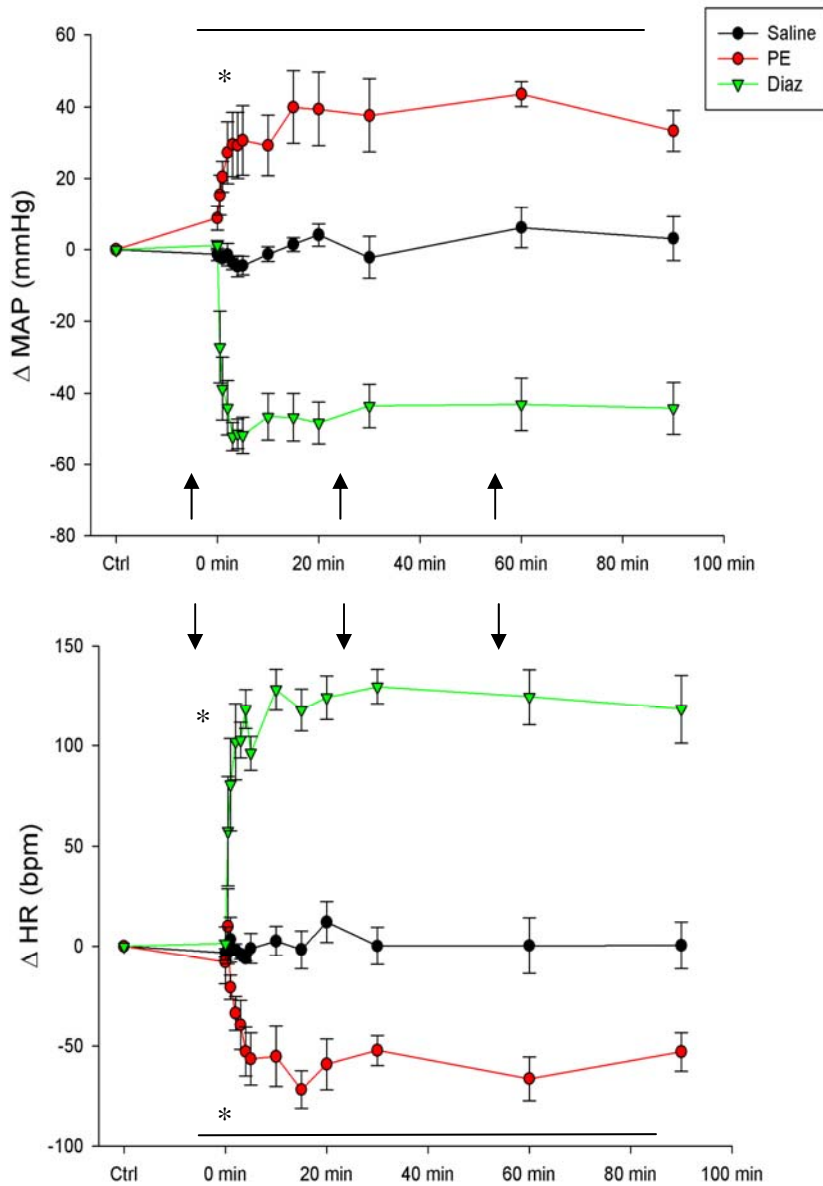 Saline
PE
Diaz
*
60
40
20
0
-20
-40
-60
-80
Δ MAP (mmHg)
Ctrl 0 min 20 min 40 min 60 min 80 min 100 min
150
100
50
0
-50
-100
Δ HR (bpm)
*
*
Ctrl 0 min 20 min 40 min 60 min 80 min 100 min